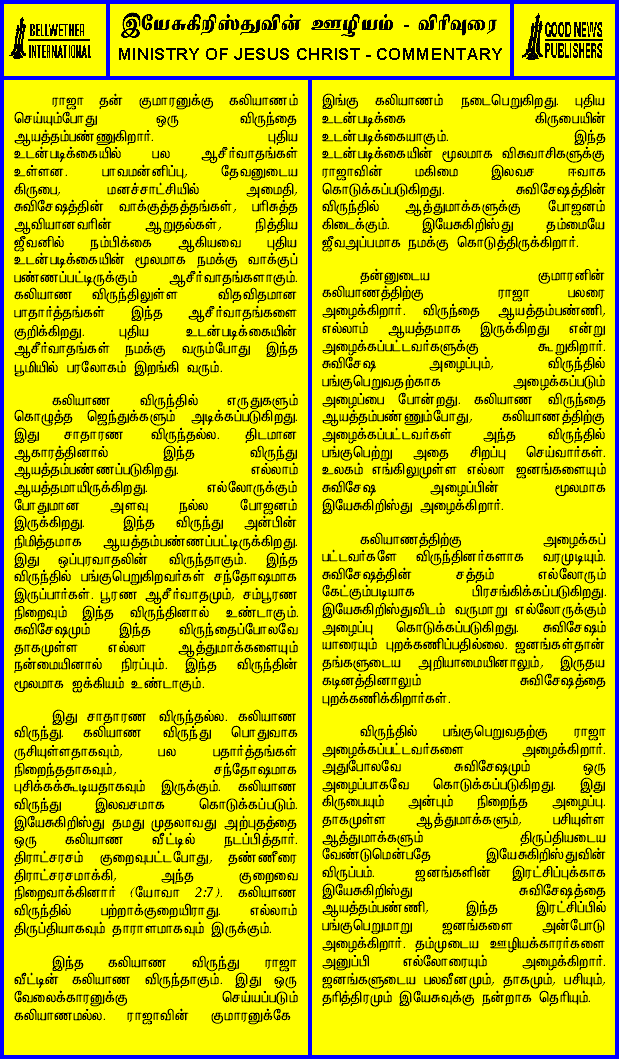 BELLWETHER
INTERNATIONAL
இயேசுகிறிஸ்துவின் ஊழியம் - விரிவுரை
MINISTRY OF JESUS CHRIST - COMMENTARY
GOOD NEWS
PUBLISHERS
ராஜா தன் குமாரனுக்கு கலியாணம்
செய்யும்போது ஒரு விருந்தை
ஆயத்தம்பண்ணுகிறார். புதிய
உடன்படிக்கையில் பல ஆசீர்வாதங்கள்
உள்ளன. பாவமன்னிப்பு, தேவனுடைய
கிருபை, மனச்சாட்சியில் அமைதி,
சுவிசேஷத்தின் வாக்குத்தத்தங்கள், பரிசுத்த
ஆவியானவரின் ஆறுதல்கள், நித்திய
ஜீவனில் நம்பிக்கை ஆகியவை புதிய
உடன்படிக்கையின் மூலமாக நமக்கு வாக்குப்
பண்ணப்பட்டிருக்கும் ஆசீர்வாதங்களாகும்.
கலியாண விருந்திலுள்ள விதவிதமான
பாதார்த்தங்கள் இந்த ஆசீர்வாதங்களை
குறிக்கிறது. புதிய உடன்படிக்கையின்
ஆசீர்வாதங்கள் நமக்கு வரும்போது இந்த
பூமியில் பரலோகம் இறங்கி வரும்.
கலியாண விருந்தில் எருதுகளும்
கொழுத்த ஜெந்துக்களும் அடிக்கப்படுகிறது.
இது சாதாரண விருந்தல்ல. திடமான
ஆகாரத்தினால் இந்த விருந்து
ஆயத்தம்பண்ணப்படுகிறது. எல்லாம்
ஆயத்தமாயிருக்கிறது. எல்லோருக்கும்
போதுமான அளவு நல்ல போஜனம்
இருக்கிறது. இந்த விருந்து அன்பின்
நிமித்தமாக ஆயத்தம்பண்ணப்பட்டிருக்கிறது.
இது ஒப்புரவாதலின் விருந்தாகும். இந்த
விருந்தில் பங்குபெறுகிறவர்கள் சந்தோஷமாக
இருப்பார்கள். பூரண ஆசீர்வாதமும், சம்பூரண
நிறைவும் இந்த விருந்தினால் உண்டாகும்.
சுவிசேஷமும் இந்த விருந்தைப்போலவே
தாகமுள்ள எல்லா ஆத்துமாக்களையும்
நன்மையினால் நிரப்பும். இந்த விருந்தின்
மூலமாக ஐக்கியம் உண்டாகும்.
இது சாதாரண விருந்தல்ல. கலியாண
விருந்து. கலியாண விருந்து பொதுவாக
ருசியுள்ளதாகவும், பல பதார்த்தங்கள்
நிறைந்ததாகவும், சந்தோஷமாக
புசிக்கக்கூடியதாகவும் இருக்கும். கலியாண
விருந்து இலவசமாக கொடுக்கப்படும்.
இயேசுகிறிஸ்து தமது முதலாவது அற்புதத்தை
ஒரு கலியாண வீட்டில் நடப்பித்தார்.
திராட்சரசம் குறைவுபட்டபோது, தண்ணீரை
திராட்சரசமாக்கி, அந்த குறைவை
நிறைவாக்கினார் (யோவா 2:7). கலியாண
விருந்தில் பற்றாக்குறையிராது. எல்லாம்
திருப்தியாகவும் தாராளமாகவும் இருக்கும்.
இந்த கலியாண விருந்து ராஜா
வீட்டின் கலியாண விருந்தாகும். இது ஒரு
வேலைக்காரனுக்கு செய்யப்படும்
கலியாணமல்ல. ராஜாவின் குமாரனுக்கே
இங்கு கலியாணம் நடைபெறுகிறது. புதிய
உடன்படிக்கை கிருபையின்
உடன்படிக்கையாகும். இந்த
உடன்படிக்கையின் மூலமாக விசுவாசிகளுக்கு
ராஜாவின் மகிமை இலவச ஈவாக
கொடுக்கப்படுகிறது. சுவிசேஷத்தின்
விருந்தில் ஆத்துமாக்களுக்கு போஜனம்
கிடைக்கும். இயேசுகிறிஸ்து தம்மையே
ஜீவஅப்பமாக நமக்கு கொடுத்திருக்கிறார்.
தன்னுடைய குமாரனின்
கலியாணத்திற்கு ராஜா பலரை
அழைக்கிறார். விருந்தை ஆயத்தம்பண்ணி,
எல்லாம் ஆயத்தமாக இருக்கிறது என்று
அழைக்கப்பட்டவர்களுக்கு கூறுகிறார்.
சுவிசேஷ அழைப்பும், விருந்தில்
பங்குபெறுவதற்காக அழைக்கப்படும்
அழைப்பை போன்றது. கலியாண விருந்தை
ஆயத்தம்பண்ணும்போது, கலியாணத்திற்கு
அழைக்கப்பட்டவர்கள் அந்த விருந்தில்
பங்குபெற்று அதை சிறப்பு செய்வார்கள்.
உலகம் எங்கிலுமுள்ள எல்லா ஜனங்களையும்
சுவிசேஷ அழைப்பின் மூலமாக
இயேசுகிறிஸ்து அழைக்கிறார்.
கலியாணத்திற்கு அழைக்கப்
பட்டவர்களே விருந்தினர்களாக வரமுடியும்.
சுவிசேஷத்தின் சத்தம் எல்லோரும்
கேட்கும்படியாக பிரசங்கிக்கப்படுகிறது.
இயேசுகிறிஸ்துவிடம் வருமாறு எல்லோருக்கும்
அழைப்பு கொடுக்கப்படுகிறது. சுவிசேஷம்
யாரையும் புறக்கணிப்பதில்லை. ஜனங்கள்தான்
தங்களுடைய அறியாமையினாலும், இருதய
கடினத்தினாலும் சுவிசேஷத்தை
புறக்கணிக்கிறார்கள்.
விருந்தில் பங்குபெறுவதற்கு ராஜா
அழைக்கப்பட்டவர்களை அழைக்கிறார்.
அதுபோலவே சுவிசேஷமும் ஒரு
அழைப்பாகவே கொடுக்கப்படுகிறது. இது
கிருபையும் அன்பும் நிறைந்த அழைப்பு.
தாகமுள்ள ஆத்துமாக்களும், பசியுள்ள
ஆத்துமாக்களும் திருப்தியடைய
வேண்டுமென்பதே இயேசுகிறிஸ்துவின்
விருப்பம். ஜனங்களின் இரட்சிப்புக்காக
இயேசுகிறிஸ்து சுவிசேஷத்தை
ஆயத்தம்பண்ணி, இந்த இரட்சிப்பில்
பங்குபெறுமாறு ஜனங்களை அன்போடு
அழைக்கிறார். தம்முடைய ஊழியக்காரர்களை
அனுப்பி எல்லோரையும் அழைக்கிறார்.
ஜனங்களுடைய பலவீனமும், தாகமும், பசியும்,
தரித்திரமும் இயேசுவுக்கு நன்றாக தெரியும்.